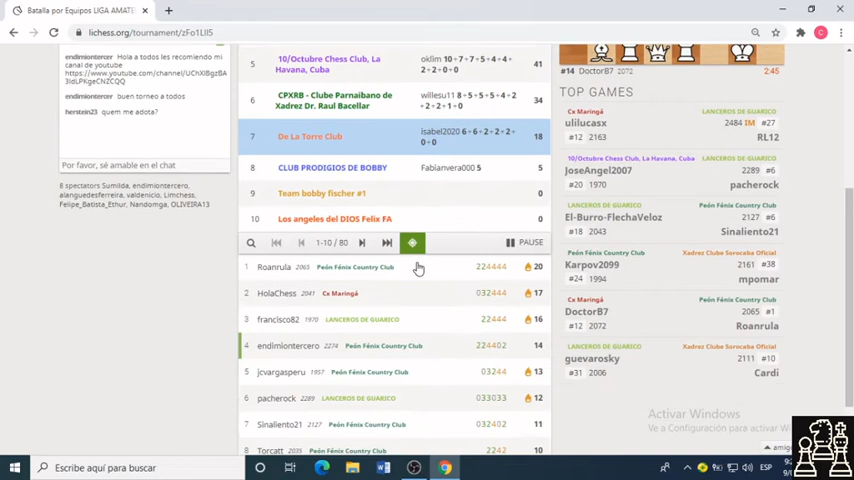 Batalla por Equipos LIGA AMATE
lichess.org/tournament/zFo1LlI5
endimiontercer Hola a todos les recomiendo mi
canal de youtube
https://www.youtube.com/channel/UChXIBgzBA
endimiontercer buen torneo a todos
herstein23 quem me adota?
Por favor, sé amable en el chat
8 spectators Sumilda, endimiontercer,
alanguedesferreira, valdenicio, Limchess,
Felipe_Batista_Ethur, Nandomga, OLIVEIRA13
5 10/Octubre Chess Club, La Havana, Cuba oklim 10+7+7+5+4+4+2+2+0+0 41
6 CPXRB - Clube Parnaibano de Xadrez Dr. Raul Bacellar willesu11 8+5+5+5+4+2+2+2+1+0 34
7 De La Torre Club isabel2020 6+6+2+2+2+0+0 18
8 CLUB PRODIGIOS DE BOBBY Fabianvera000 5 5
9 Team bobby fischer #1 0
10 Los angeles del DIOS Felix FA 0
1-10 / 80 PAUSE
1 Roanrula 2065 Peón Fénix Country Club 224444 20
2 HolaChess 2041 Cx Maringá 032444 17
3 francisco82 1970 LANCEROS DE GUARICO 22444 16
4 endimiontercero 2274 Peón Fénix Country Club 224402 14
5 jcvargasperu 1957 Peón Fénix Country Club 03244 13
6 pacherock 2289 LANCEROS DE GUARICO 033033 12
7 Sinaliento21 2127 Peón Fénix Country Club 032402 11
8 Torcatt 2035 Peón Fénix Country Club 2242 10
#14 DoctorB7 2072 2:45
TOP GAMES
Cx Maringá LANCEROS DE GUARICO
ulilucasx 2484 IM #27
#12 2163 RL12
10/Octubre Chess Club, La Havana, Cuba LANCEROS DE GUARICO
JoseAngel2007 2289 #6
#20 1970 pacherock
LANCEROS DE GUARICO Peón Fénix Country Club
El-Burro-FlechaVeloz 2127 #6
#18 2043 Sinaliento21
Peón Fénix Country Club Xadrez Clube Sorocaba Oficial
Karpov2099 2161 #38
#24 1994 mpomar
Cx Maringá Peón Fénix Country Club
DoctorB7 2065 #1
#12 2072 Roanrula
LANCEROS DE GUARICO Xadrez Clube Sorocaba Oficial
guevarosky 2111 #10
#31 2006 Cardi
Activar Windows
Ve a Configuración para activar
Escribe aquí para buscar
ESP